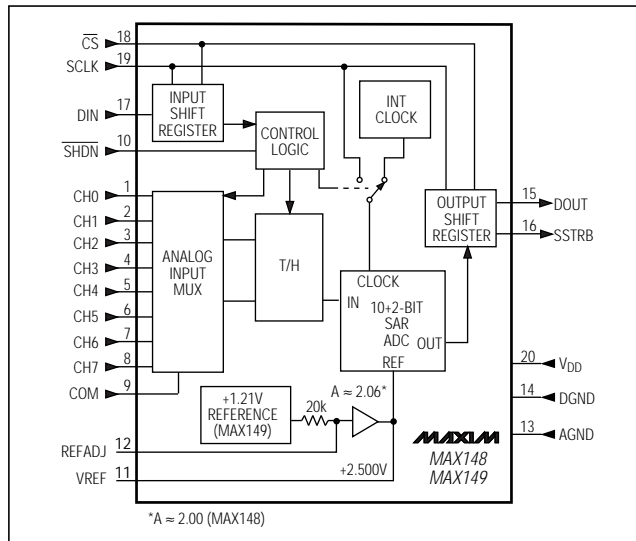 CS
18
SCLK
19
DIN
17
SHDN
10
INPUT
SHIFT
REGISTER
CONTROL
LOGIC
INT
CLOCK
OUTPUT
SHIFT
REGISTER
15
DOUT
16
SSTRB
CH0
1
CH1
2
CH2
3
CH3
4
CH4
5
CH5
6
CH6
7
CH7
8
COM
9
ANALOG
INPUT
MUX
T/H
CLOCK
IN
10+2-BIT
SAR
ADC
OUT
REF
20
VDD
14
DGND
13
AGND
+1.21V
REFERENCE
(MAX149)
20k
A ≈ 2.06*
REFADJ
12
VREF
11
+2.500V
MAXIM
MAX148
MAX149
*A ≈ 2.00 (MAX148)